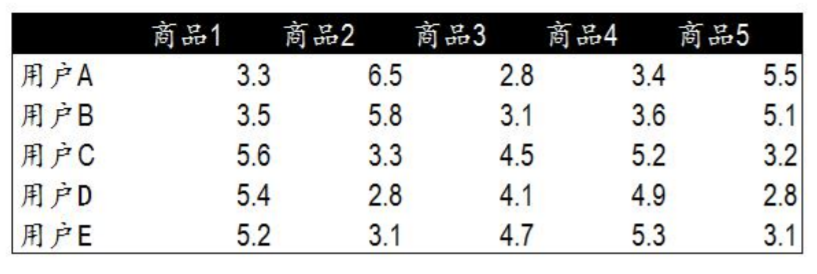 商品1 商品2 商品3 商品4 商品5
用户A 3.3 6.5 2.8 3.4 5.5
用户B 3.5 5.8 3.1 3.6 5.1
用户C 5.6 3.3 4.5 5.2 3.2
用户D 5.4 2.8 4.1 4.9 2.8
用户E 5.2 3.1 4.7 5.3 3.1